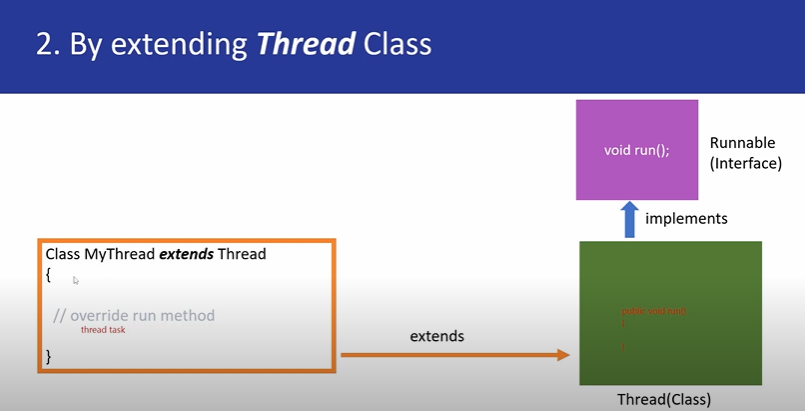 2. By extending Thread Class
void run();
Runnable
(Interface)
implements
Class MyThread extends Thread
{
// override run method
thread task
}
extends
public void run()
{
}
Thread(Class)